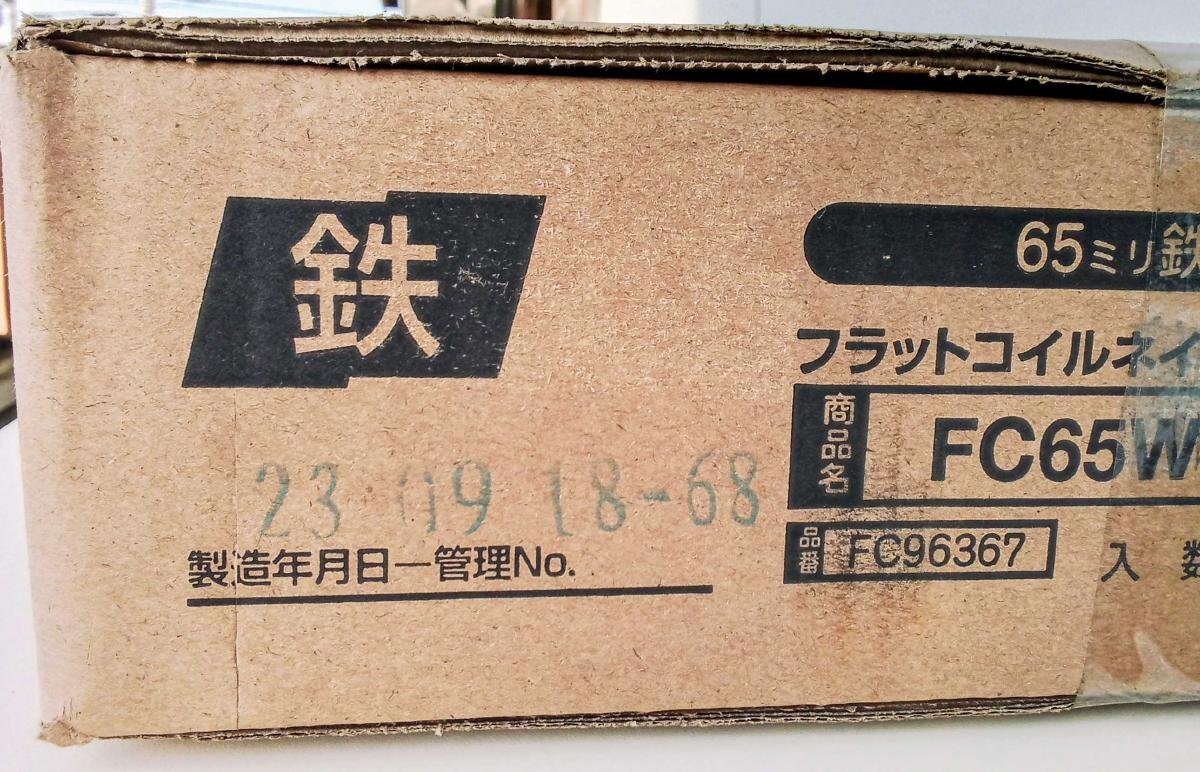 鉄
65ミリ鉄
フラットコイルネイ
商品名 FC65W
23 09 18-68
製造年月日ー管理No.
品番 FC96367
入 数